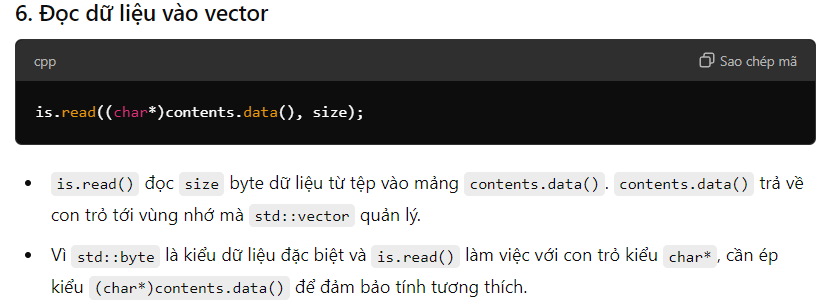 6. Đọc dữ liệu vào vector
cpp
Sao chép mã
is.read((char*)contents.data(), size);
• is.read() đọc size byte dữ liệu từ tệp vào mảng contents.data(). contents.data() trả về
con trỏ tới vùng nhớ mà std::vector quản lý.
• Vì std::byte là kiểu dữ liệu đặc biệt và is.read() làm việc với con trỏ kiểu char*, cần ép
kiểu (char*)contents.data() để đảm bảo tính tương thích.